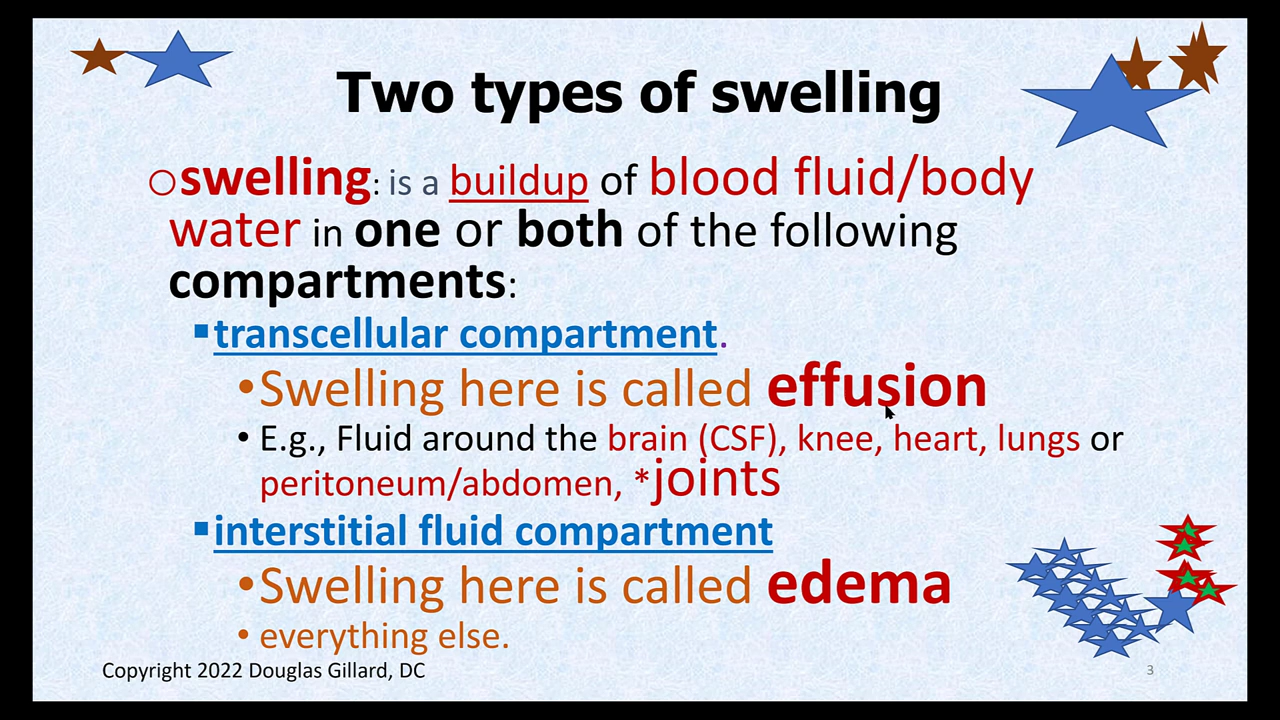 Two types of swelling
○swelling: is a buildup of blood fluid/body
water in one or both of the following
compartments:
▪transcellular compartment.
•Swelling here is called effusion
• E.g., Fluid around the brain (CSF), knee, heart, lungs or
peritoneum/abdomen, *joints
▪interstitial fluid compartment
•Swelling here is called edema
• everything else.
Copyright 2022 Douglas Gillard, DC
3